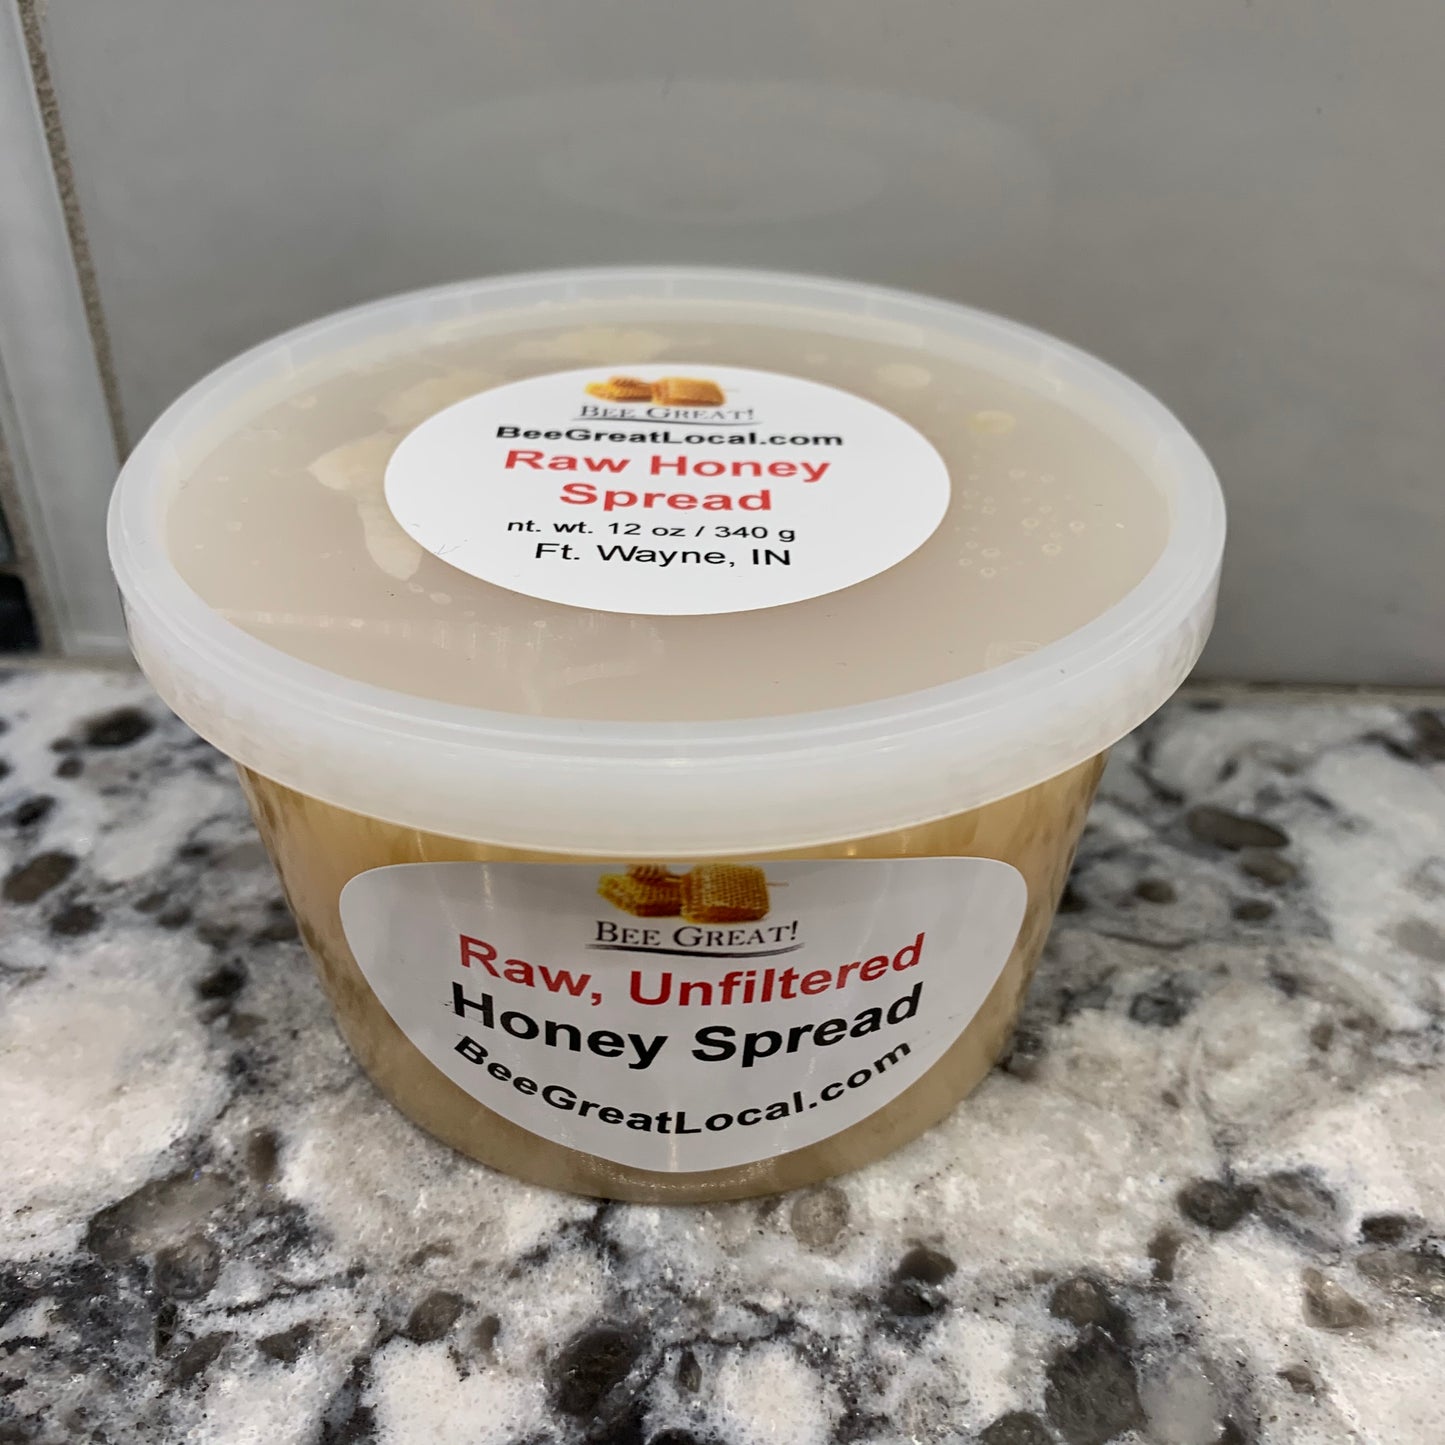 BEE GREAT!
BeeGreatLocal.com
Raw Honey
Spread
nt. wt. 12 oz / 340 g
Ft. Wayne, IN
BEE GREAT!
Raw, Unfiltered
Honey Spread
BeeGreatLocal.com